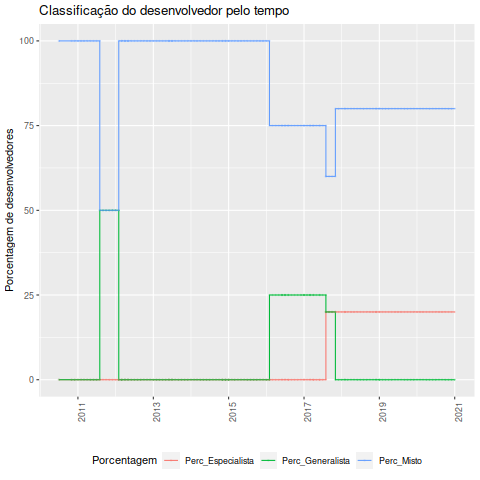 Classificação do desenvolvedor pelo tempo
Porcentagem de desenvolvedores
100
75
50
25
0
2011
2013
2015
2017
2019
2021
Porcentagem
Perc_Especialista
Perc_Generalista
Perc_Misto